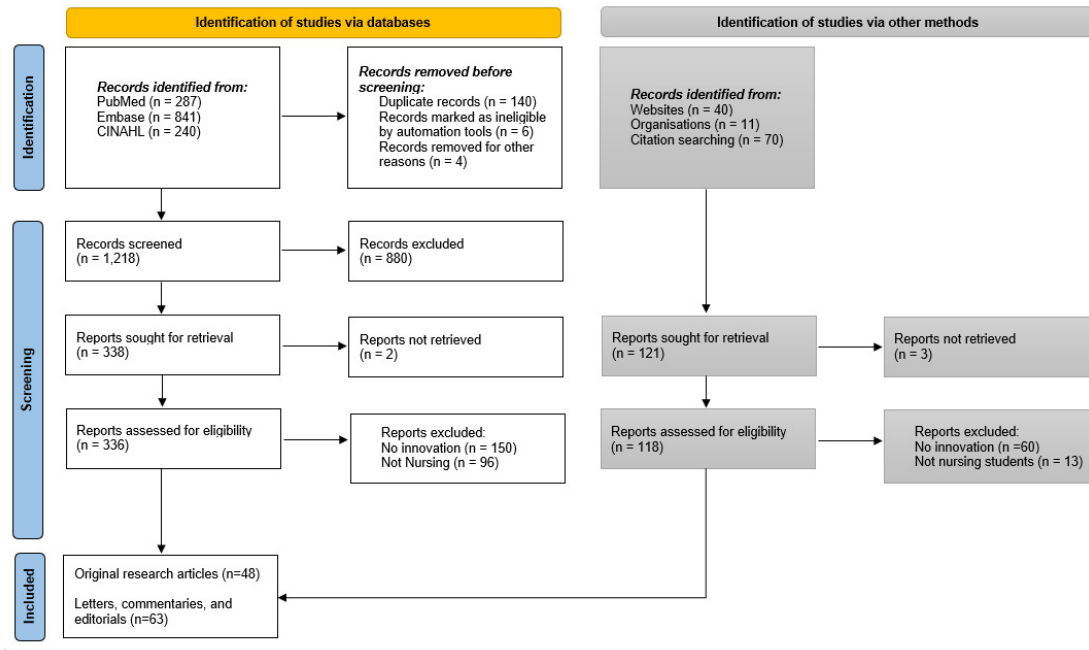 Identification of studies via databases
Identification of studies via other methods
Identification
Records identified from:
PubMed (n = 287)
Embase (n = 841)
CINAHL (n = 240)
Records removed before
screening:
Duplicate records (n = 140)
Records marked as ineligible
by automation tools (n = 6)
Records removed for other
reasons (n = 4)
Records identified from:
Websites (n = 40)
Organisations (n = 11)
Citation searching (n = 70)
Screening
Records screened
(n = 1,218)
Records excluded
(n = 880)
Reports sought for retrieval
(n = 338)
Reports not retrieved
(n = 2)
Reports sought for retrieval
(n = 121)
Reports not retrieved
(n = 3)
Reports assessed for eligibility
(n = 336)
Reports excluded:
No innovation (n = 150)
Not Nursing (n = 96)
Reports assessed for eligibility
(n = 118)
Reports excluded:
No innovation (n =60)
Not nursing students (n = 13)
Included
Original research articles (n=48)
Letters, commentaries, and
editorials (n=63)